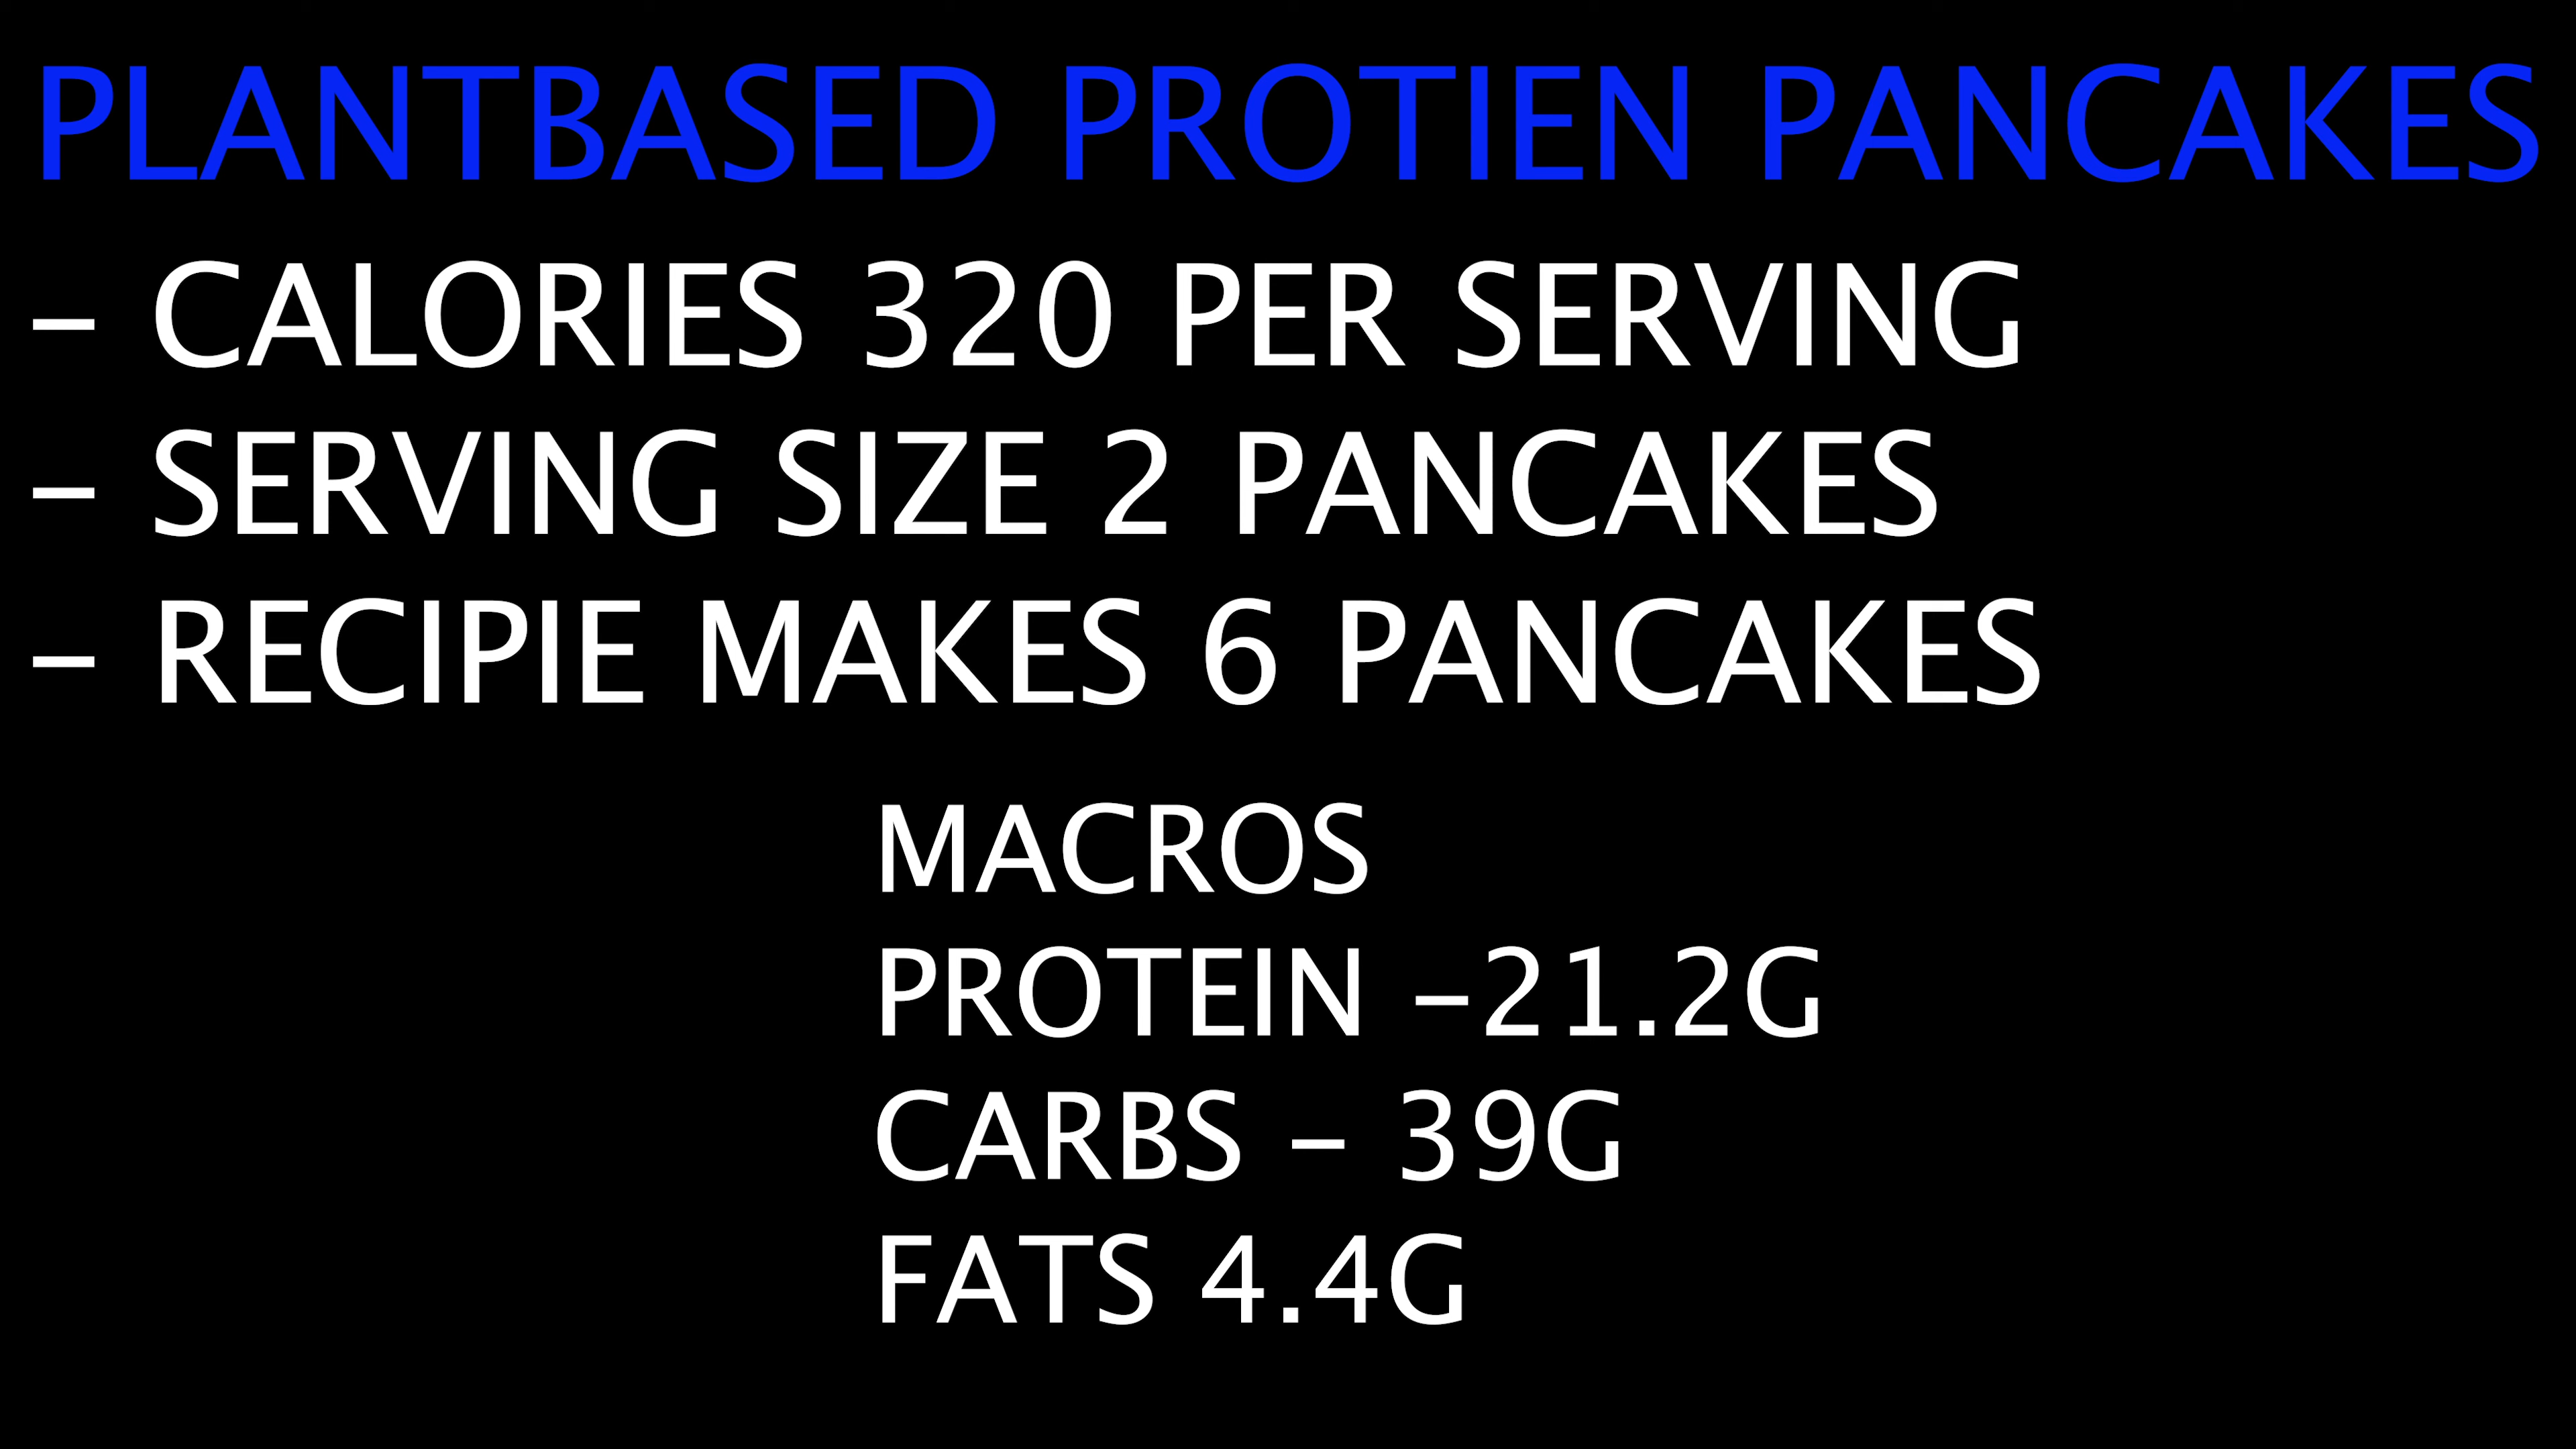 PLANTBASED PROTIEN PANCAKES
- CALORIES 320 PER SERVING
- SERVING SIZE 2 PANCAKES
- RECIPIE MAKES 6 PANCAKES
MACROS
PROTEIN -21.2G
CARBS - 39G
FATS 4.4G